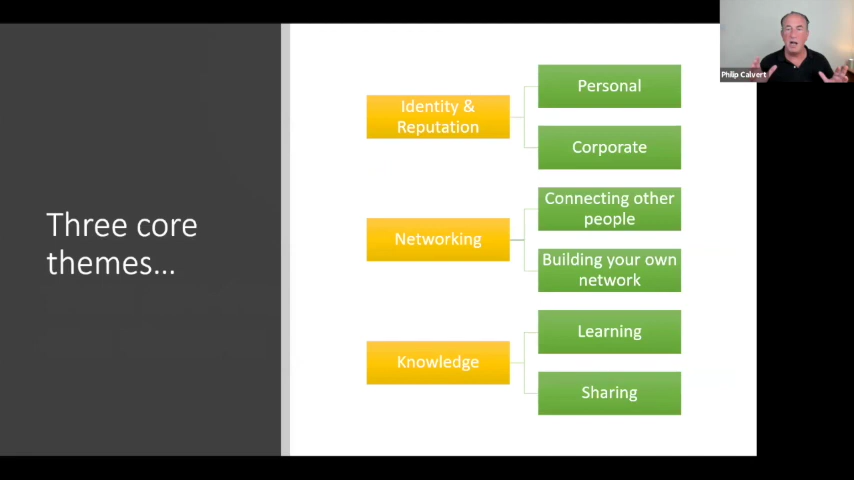 Three core
themes...
Identity &
Reputation
Personal
Corporate
Networking
Connecting other
people
Building your own
network
Knowledge
Learning
Sharing
Philip Calvert